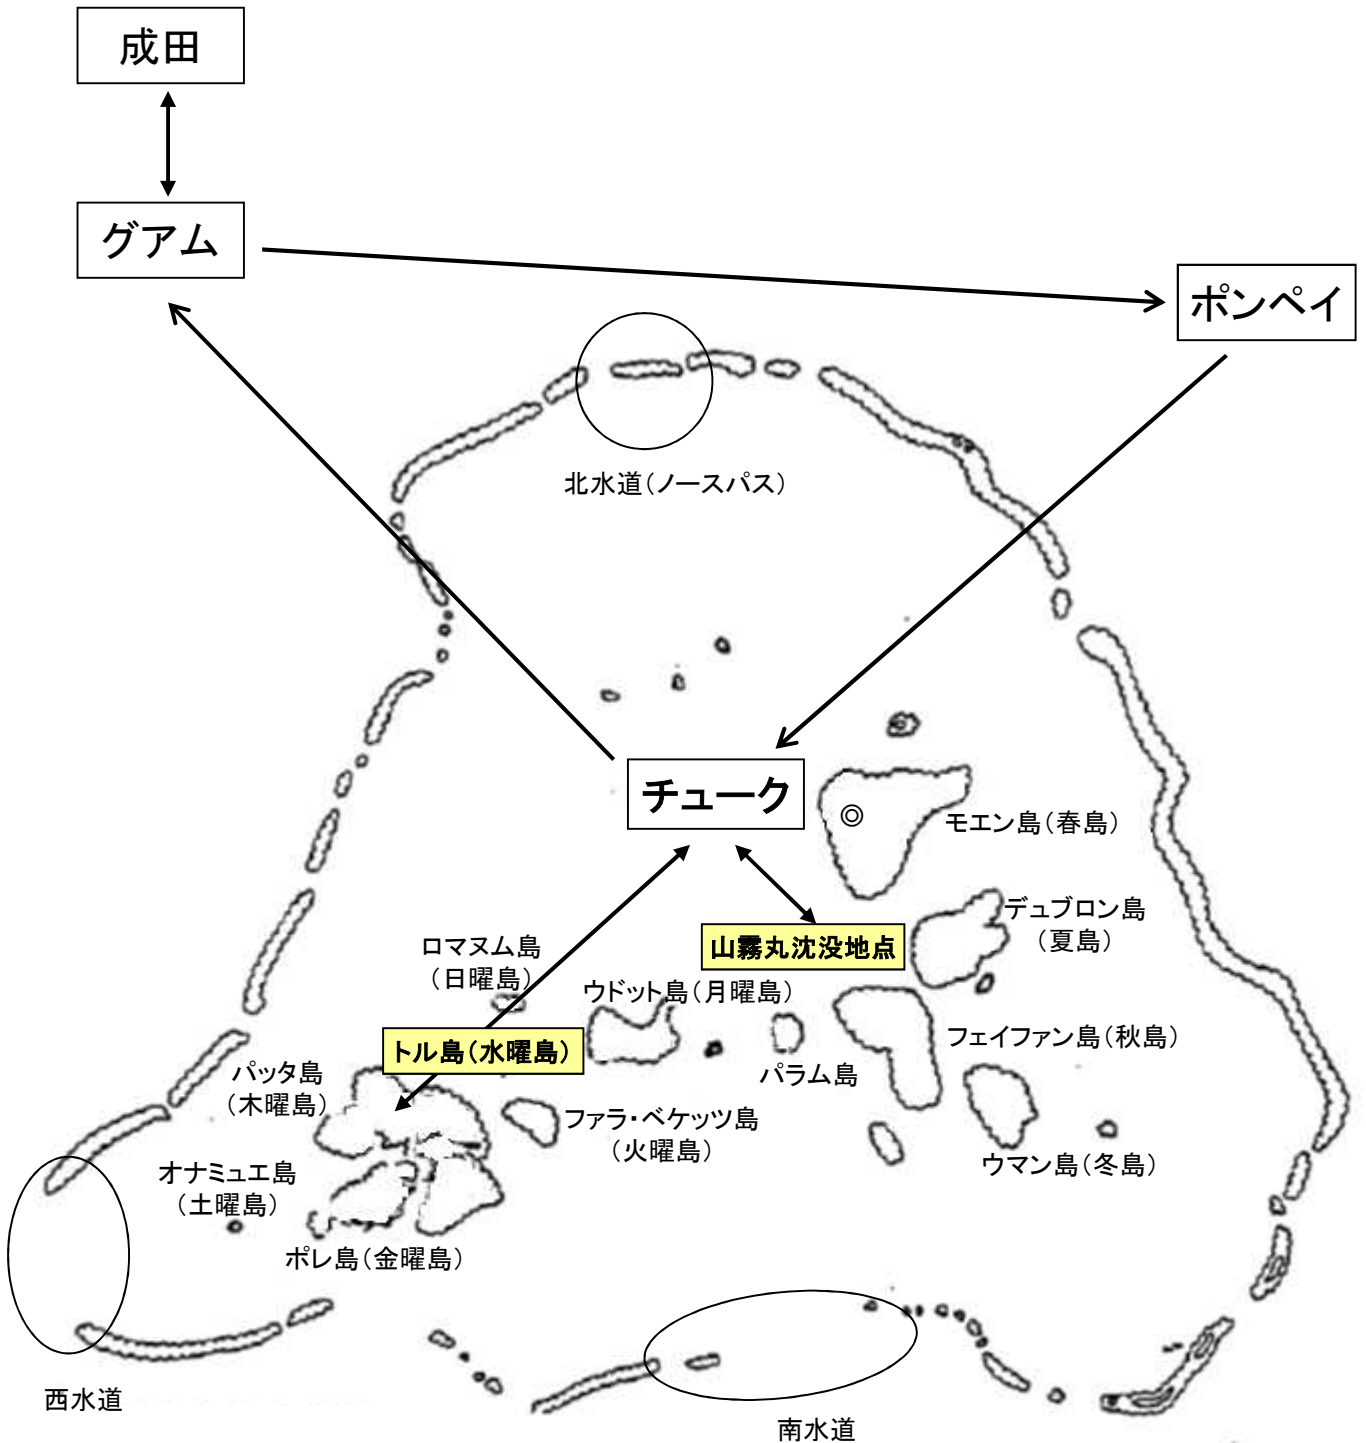 成田
グアム
ポンペイ
北水道(ノースパス)
チューク
モエン島(春島)
デュブロン島
(夏島)
山霧丸沈没地点
ロマヌム島
(日曜島)
ウドット島(月曜島)
トル島(水曜島)
フェイファン島(秋島)
パラム島
パッタ島
(木曜島)
ファラ・ベケッツ島
(火曜島)
ウマン島(冬島)
オナミュエ島
(土曜島)
ポレ島(金曜島)
西水道
南水道